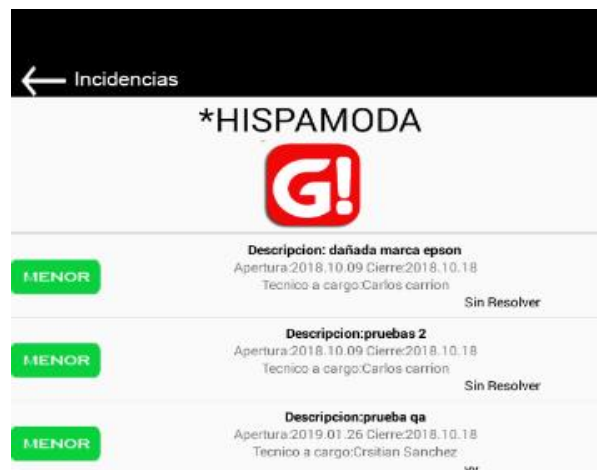 Incidencias
*HISPAMODA
G!
Descripcion: dañada marca epson
MENOR
Apertura:2018.10.09 Cierre:2018.10.18
Tecnico a cargo:Carlos carrion
Sin Resolver
Descripcion:pruebas 2
MENOR
Apertura:2018.10.09 Cierre:2018.10.18
Tecnico a cargo:Carlos carrion
Sin Resolver
Descripcion:prueba qa
MENOR
Apertura:2019.01.26 Cierre:2018.10.18
Tecnico a cargo:Crsitian Sanchez